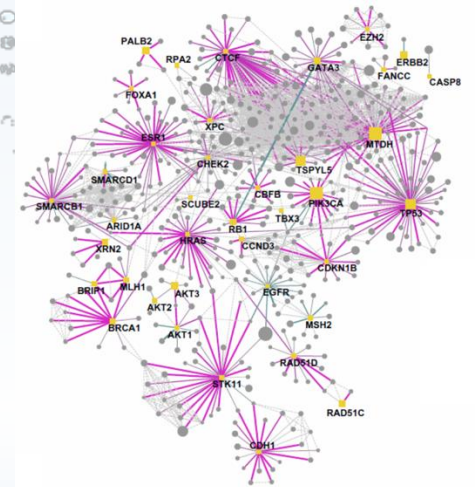 EZH2
PALB2
RPA2
CTCF
GATA3
ERBB2
FANCC
CASP8
FOXA1
XPC
ESR1
MTDH
CHEK2
TSPYL5
SMARCD1
CBFB
PIK3CA
SMARCB1
SCUBE2
TP53
ARID1A
RB1
TBX3
XRN2
HRAS
CCND3
CDKN1B
BRIP1
MLH1
AKT3
EGFR
AKT2
BRCA1
AKT1
MSH2
RAD51D
STK11
RAD51C
CDH1